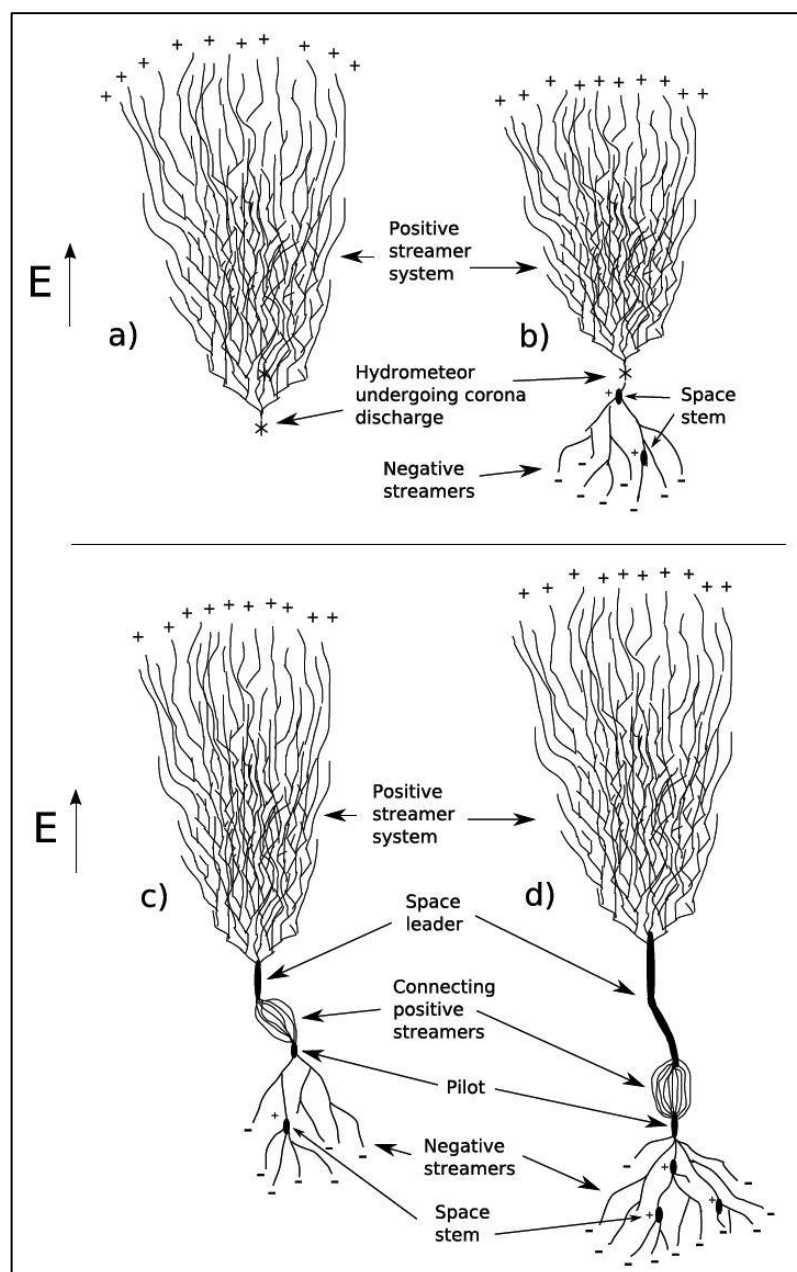 + + + + + + + + + +
+ + + + + + + + + +
Positive
streamer
system
E
a)
b)
Hydrometeor
undergoing corona
discharge
+
Space
stem
+
Negative
streamers
- - - - - - -
+ + + + + + + + + +
+ + + + + + + + + +
Positive
streamer
system
E
c)
d)
Space
leader
Connecting
positive
streamers
Pilot
+
Negative
streamers
- - - - - - - -
+
+
+
Space
stem
- - - - - - - - - - -